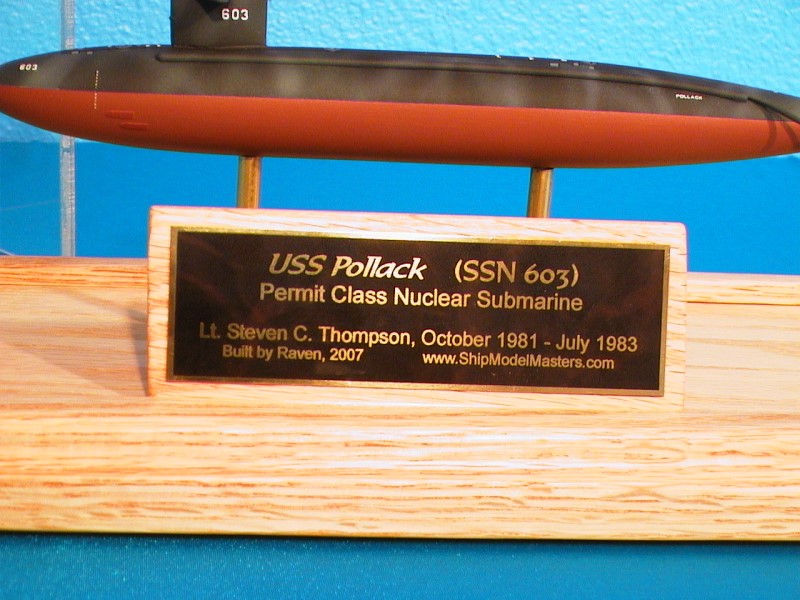 603
603
POLLACK
USS Pollack (SSN 603)
Permit Class Nuclear Submarine
Lt. Steven C. Thompson, October 1981 - July 1983
Built by Raven, 2007 www.ShipModelMasters.com